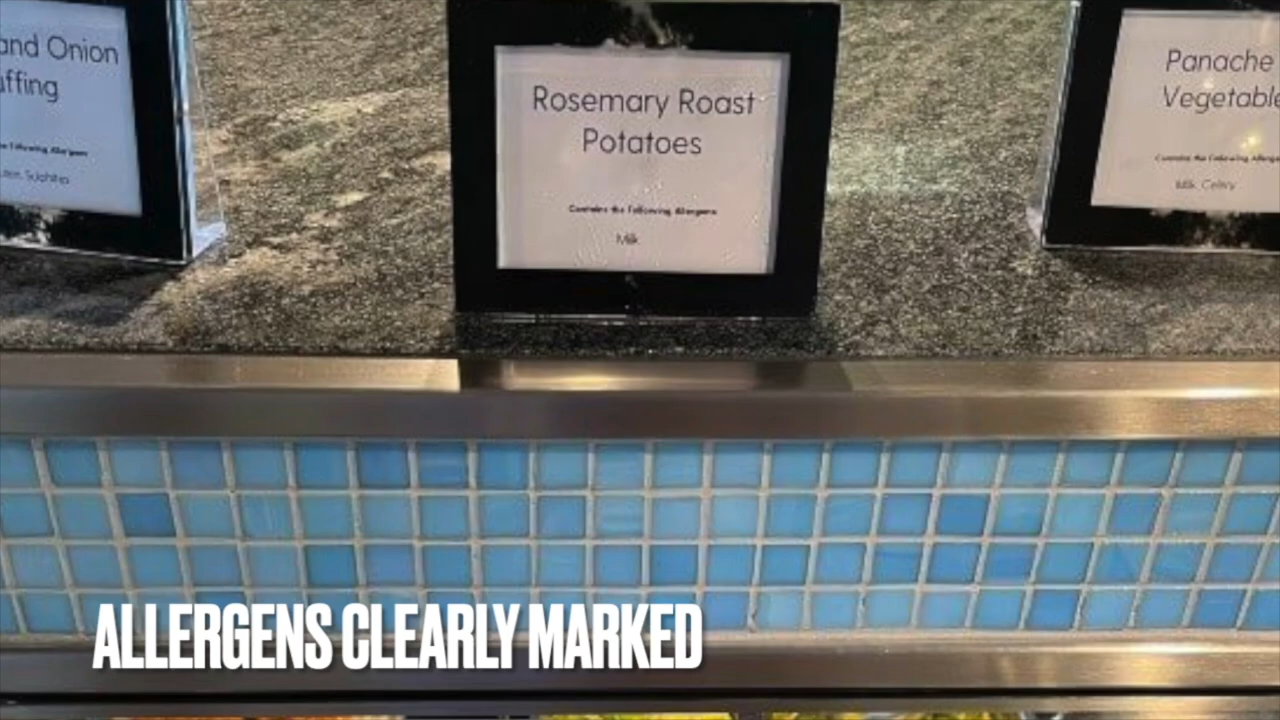 and Onion
uffing
Rosemary Roast
Potatoes
Contains the Following Allergens
Milk
Panache
Vegetable
Contains the Following Allergen
Milk, Celery
ALLERGENS CLEARLY MARKED